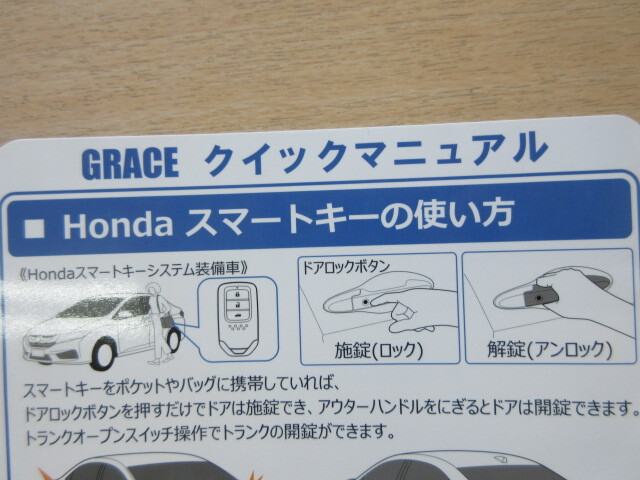 GRACE クイックマニュアル
■ Honda スマートキーの使い方
《Hondaスマートキーシステム装備車》
ドアロックボタン
施錠(ロック)
解錠(アンロック)
スマートキーをポケットやバッグに携帯していれば、
ドアロックボタンを押すだけでドアは施錠でき、アウターハンドルをにぎるとドアは開錠できます。
トランクオープンスイッチ操作でトランクの開錠ができます。